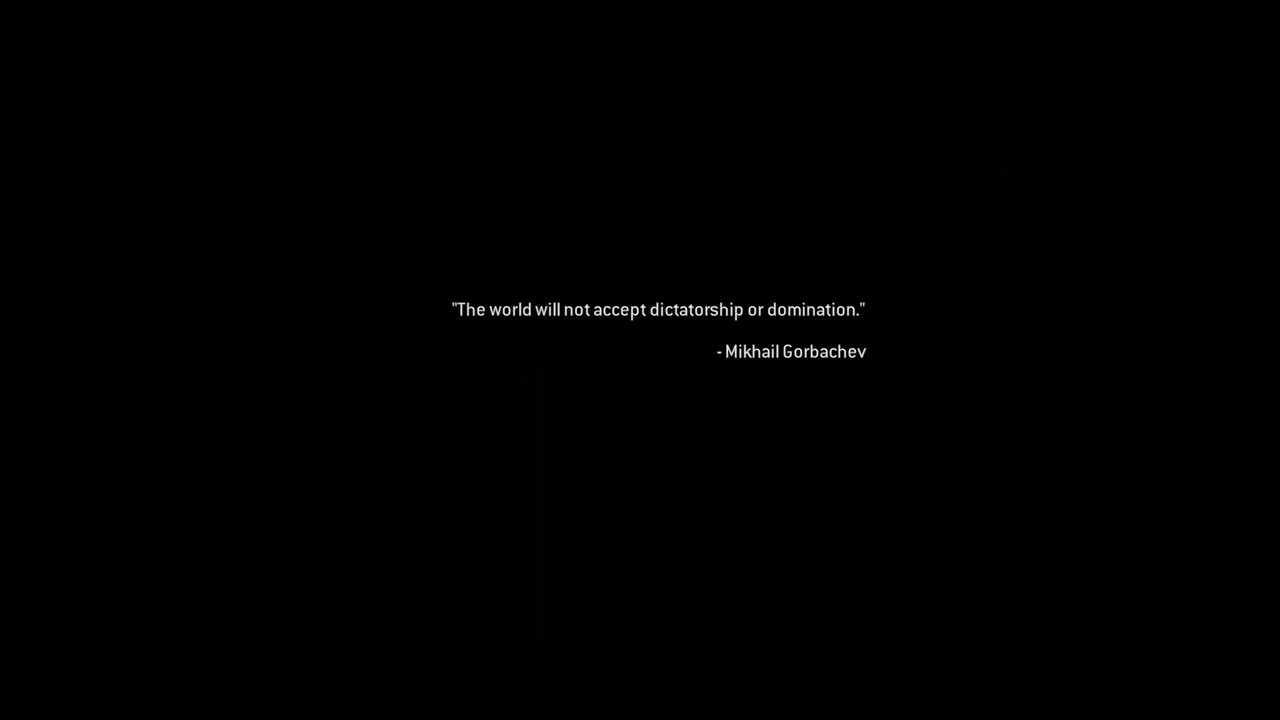 "The world will not accept dictatorship or domination."
- Mikhail Gorbachev